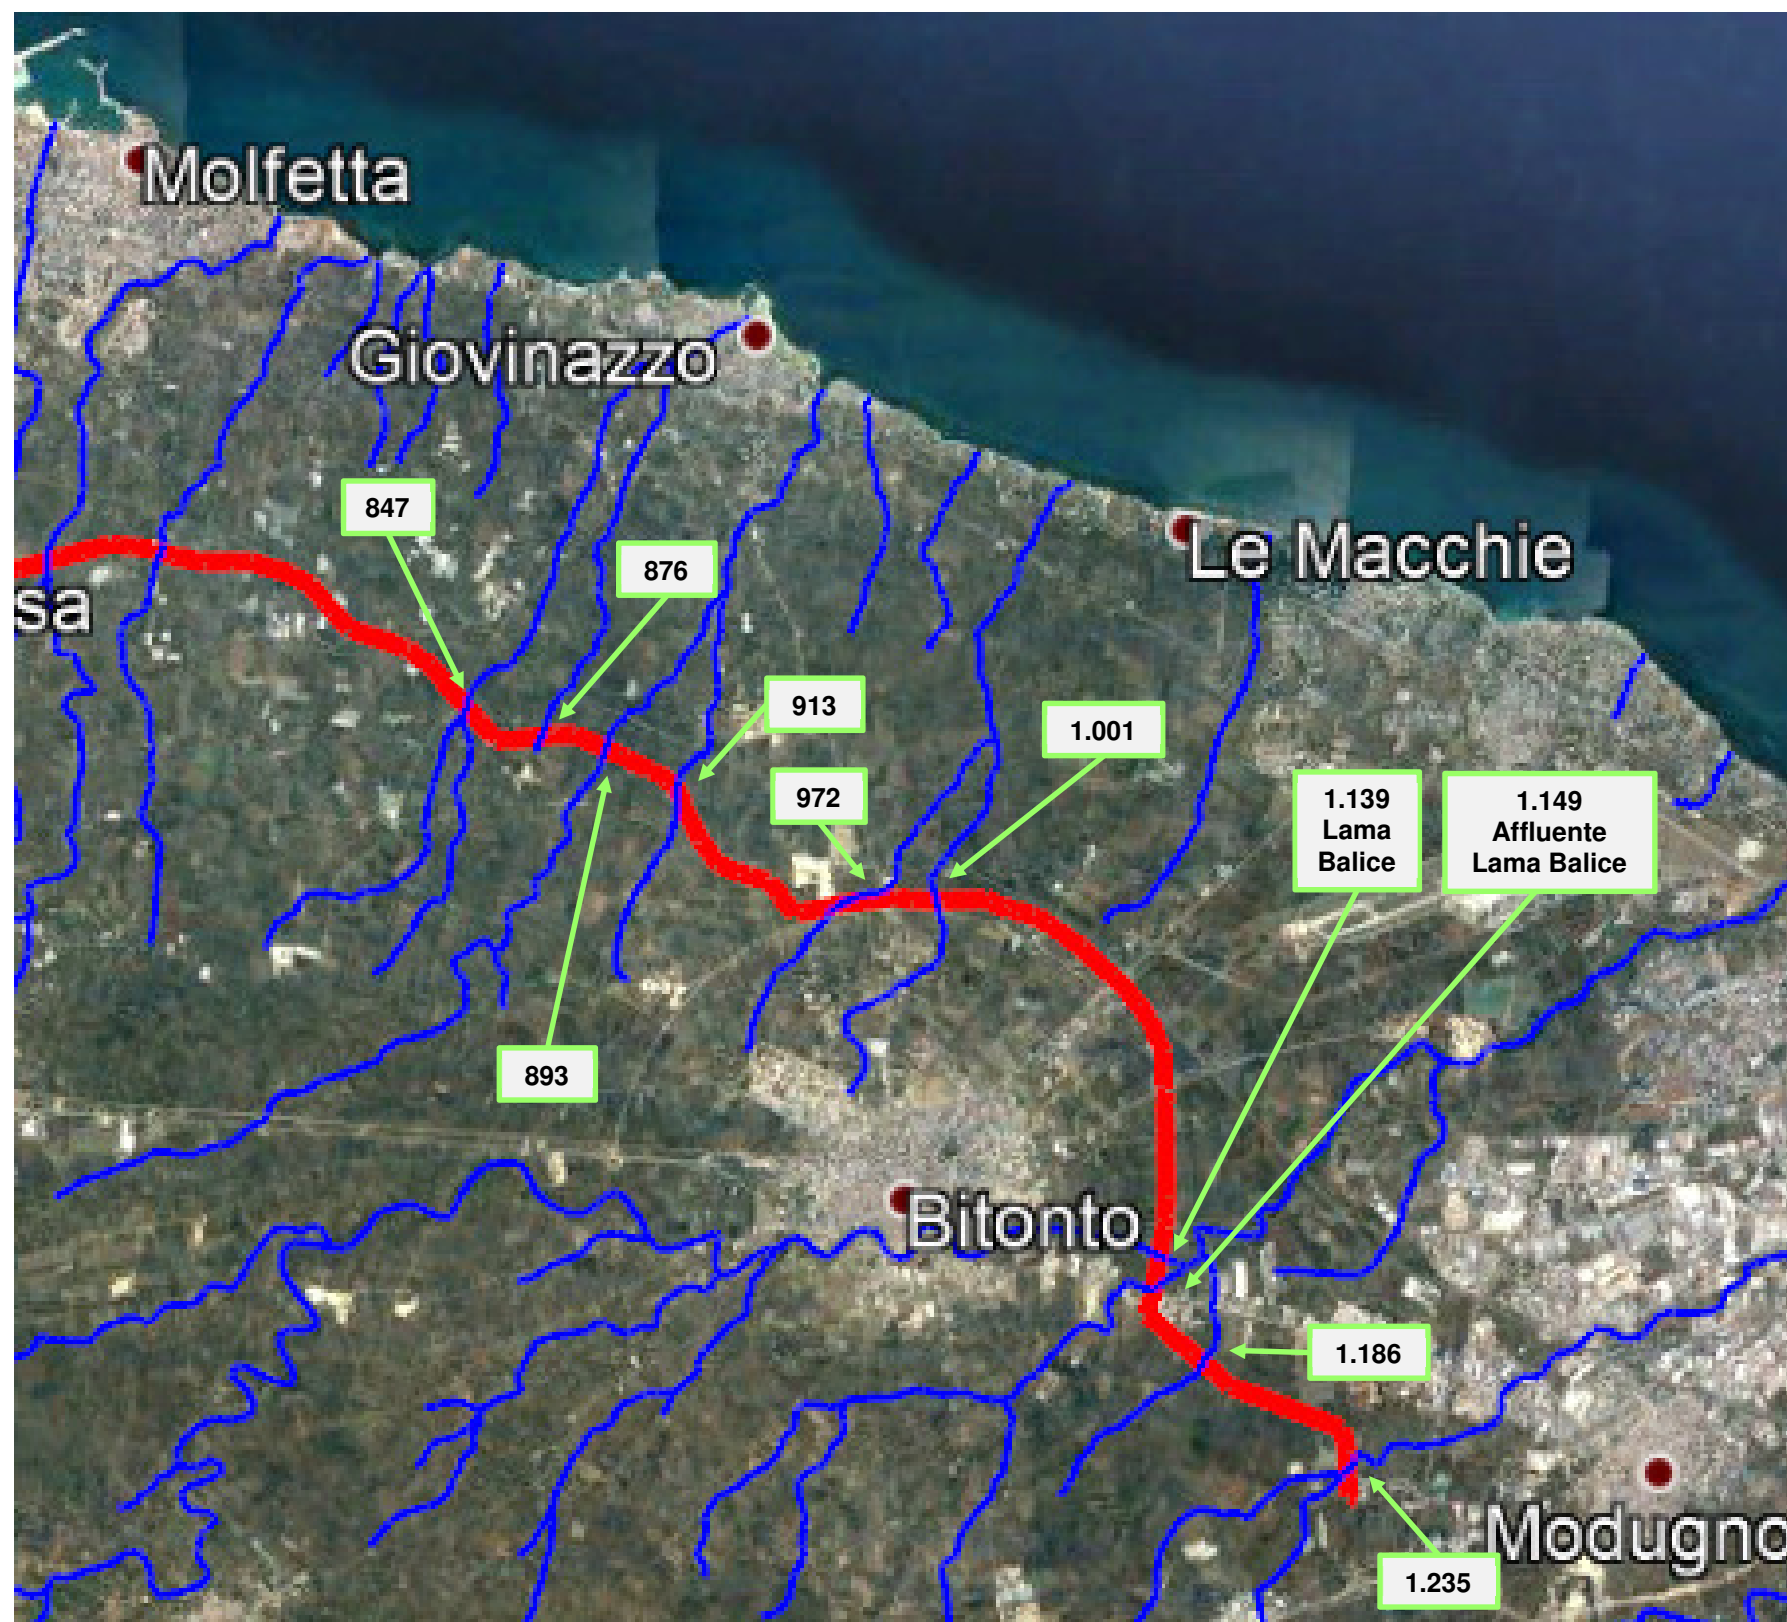 Molfetta
Giovinazzo
847
876
Le Macchie
sa
913
1.001
972
1.139
Lama
Balice
1.149
Affluente
Lama Balice
893
Bitonto
1.186
Modugno
1.235